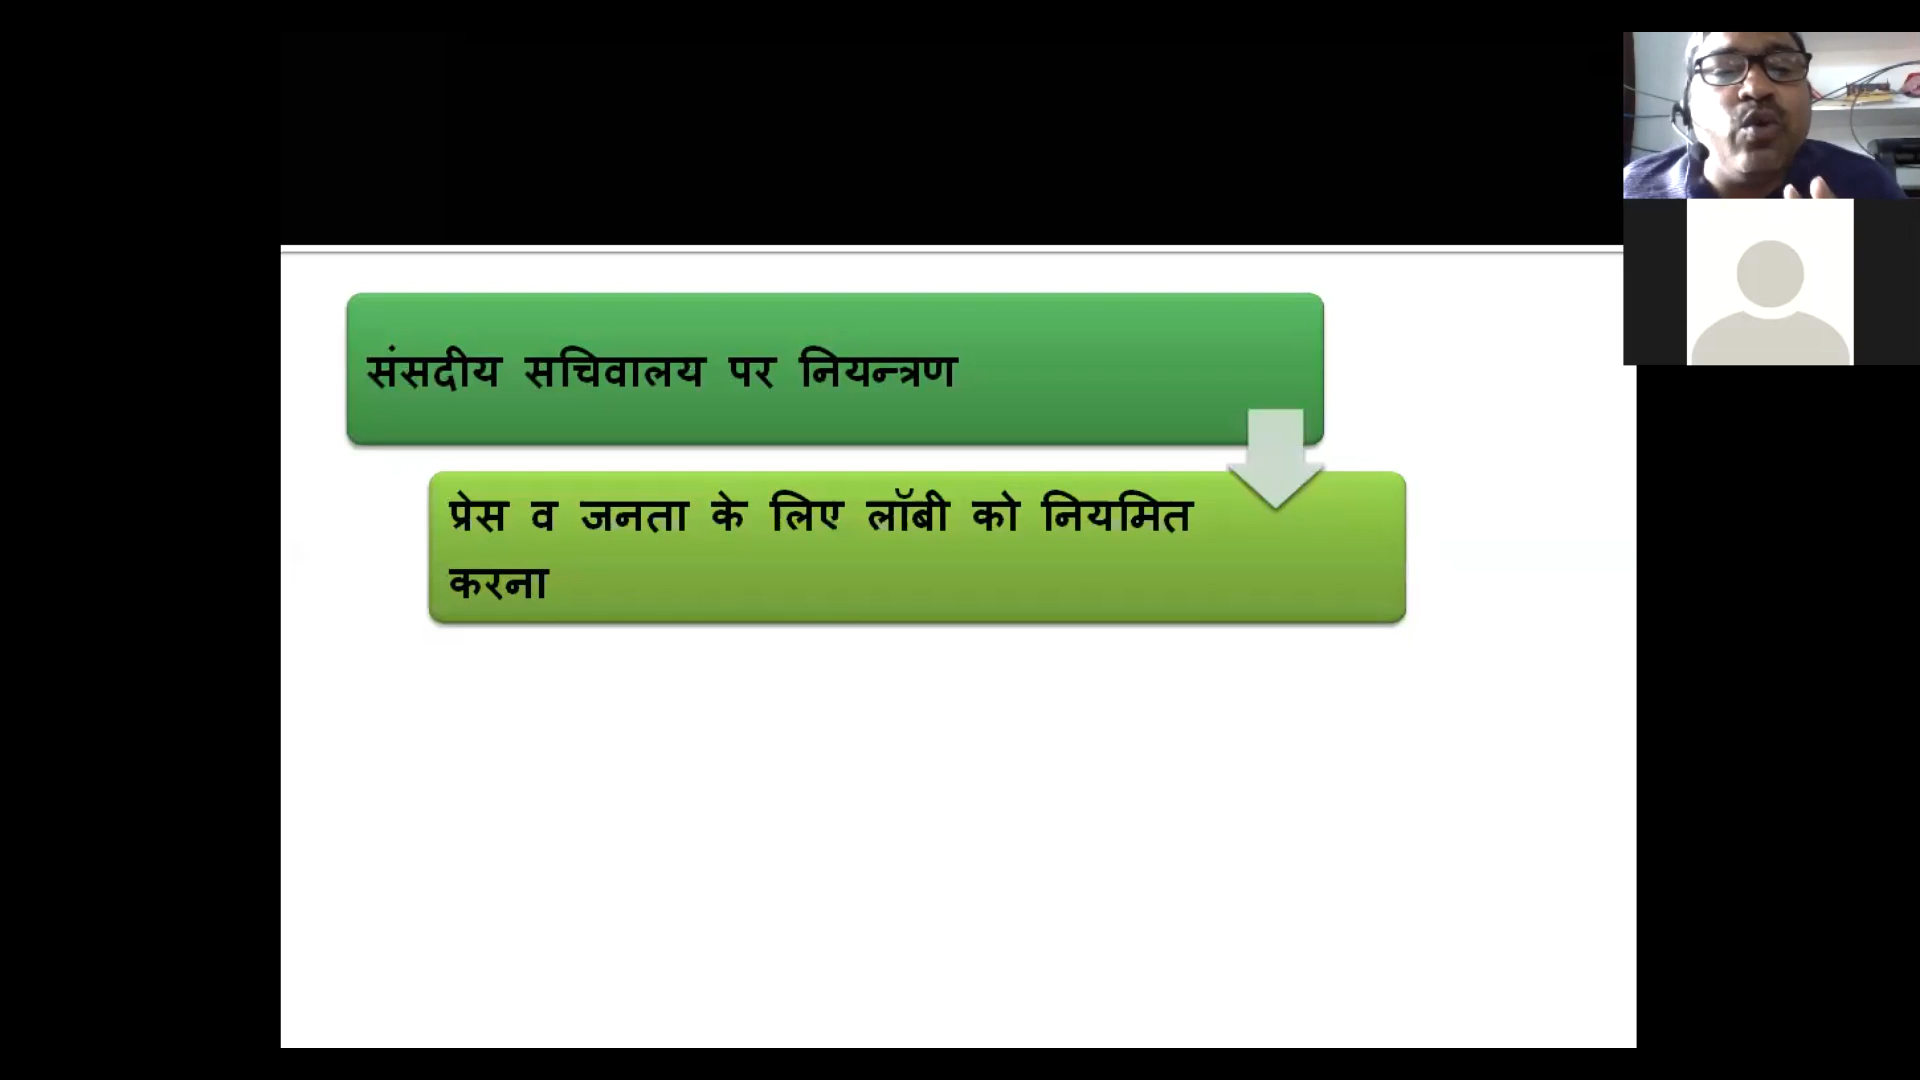 संसदीय सचिवालय पर नियन्त्रण
प्रेस व जनता के लिए लॉबी को नियमित
करना